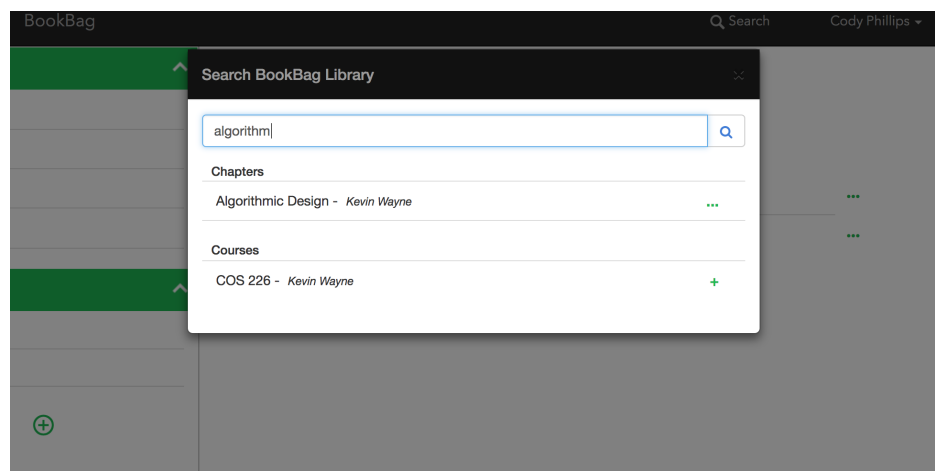 BookBag
Search
Cody Phillips
Search BookBag Library
algorithm
Chapters
Algorithmic Design - Kevin Wayne
Courses
COS 226 - Kevin Wayne